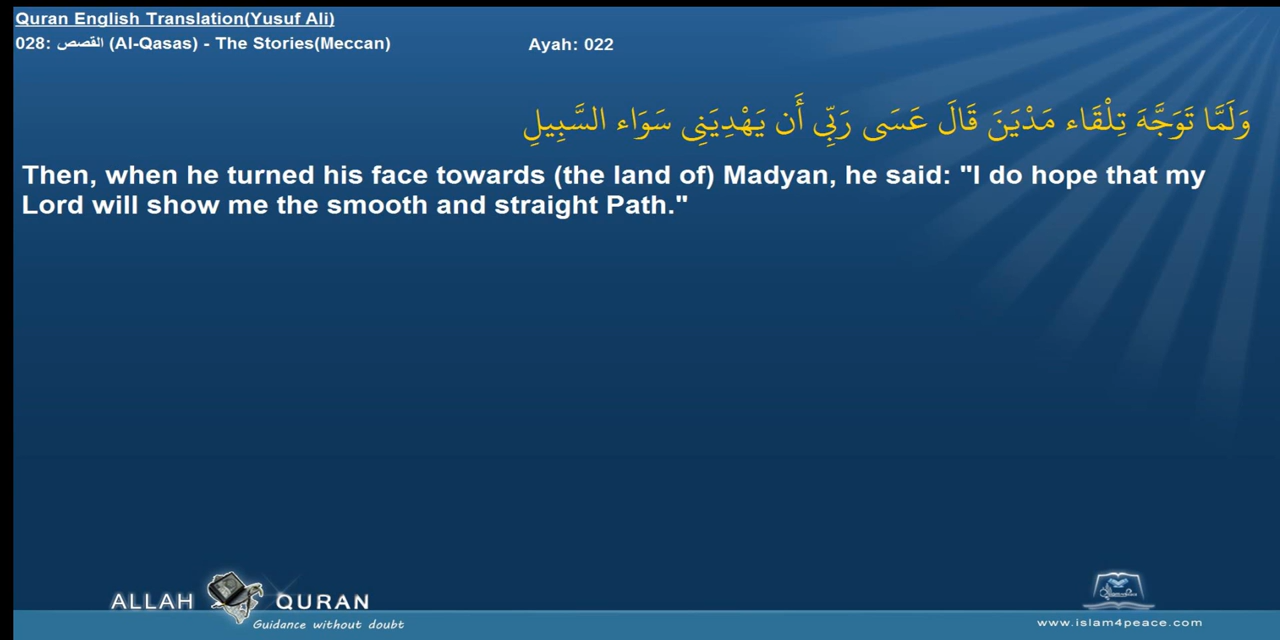 Quran English Translation(Yusuf Ali)
028: القصص (Al-Qasas) - The Stories(Meccan)
Ayah: 022
وَلَمَّا تَوَجَّهَ تِلْقَاء مَدْيَنَ قَالَ عَسَى رَبِّي أَن يَهْدِيَنِي سَوَاء السَّبِيلِ
Then, when he turned his face towards (the land of) Madyan, he said: "I do hope that my
Lord will show me the smooth and straight Path."
ALLAH QURAN
Guidance without doubt
www.islam4peace.com